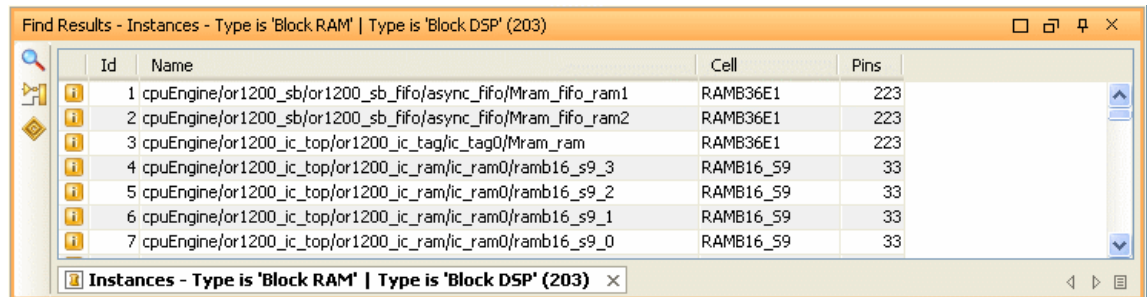 Find Results - Instances - Type is 'Block RAM' | Type is 'Block DSP' (203)
Id Name Cell Pins
1 cpuEngine/or1200_sb/or1200_sb_fifo/async_fifo/Mram_fifo_ram1 RAMB36E1 223
2 cpuEngine/or1200_sb/or1200_sb_fifo/async_fifo/Mram_fifo_ram2 RAMB36E1 223
3 cpuEngine/or1200_ic_top/or1200_ic_tag/ic_tag0/Mram_ram RAMB36E1 223
4 cpuEngine/or1200_ic_top/or1200_ic_ram/ic_ram0/ramb16_s9_3 RAMB16_S9 33
5 cpuEngine/or1200_ic_top/or1200_ic_ram/ic_ram0/ramb16_s9_2 RAMB16_S9 33
6 cpuEngine/or1200_ic_top/or1200_ic_ram/ic_ram0/ramb16_s9_1 RAMB16_S9 33
7 cpuEngine/or1200_ic_top/or1200_ic_ram/ic_ram0/ramb16_s9_0 RAMB16_S9 33
Instances - Type is 'Block RAM' | Type is 'Block DSP' (203)